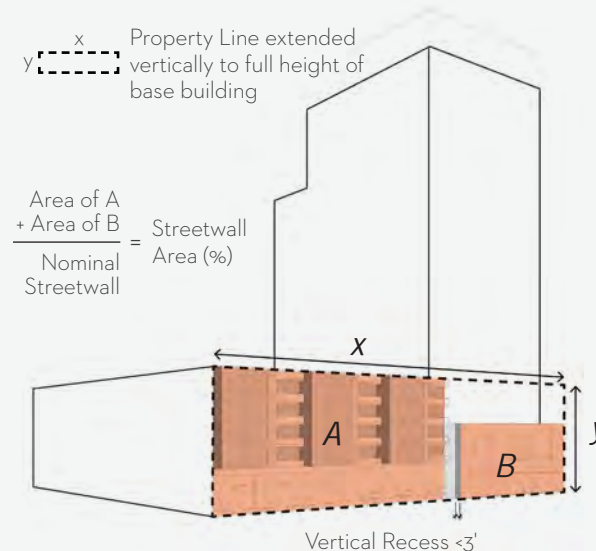 x
y
Property Line extended
vertically to full height of
base building
Area of A
+ Area of B
Nominal
Streetwall
=
Streetwall
Area (%)
x
A
B
y
Vertical Recess <3'